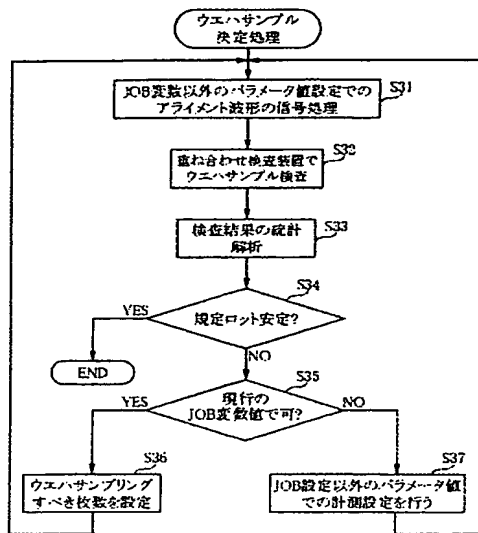 ウエハサンプル
決定処理
S31
JOB変数以外のパラメータ値設定での
アライメント波形の信号処理
S32
重ね合わせ検査装置で
ウエハサンプル検査
S33
検査結果の統計
解析
S34
YES
規定ロット安定?
END
NO
S35
YES
現行の
JOB変数値で可?
NO
S36
ウエハサンプリング
すべき枚数を設定
S37
JOB設定以外のパラメータ値
での計測設定を行う